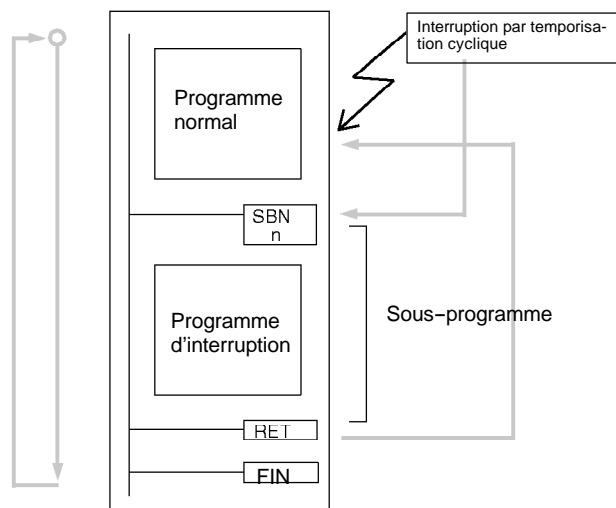 Interruption par temporisa-
tion cyclique
Programme
normal
SBN
n
Programme
d'interruption
Sous-programme
RET
FIN